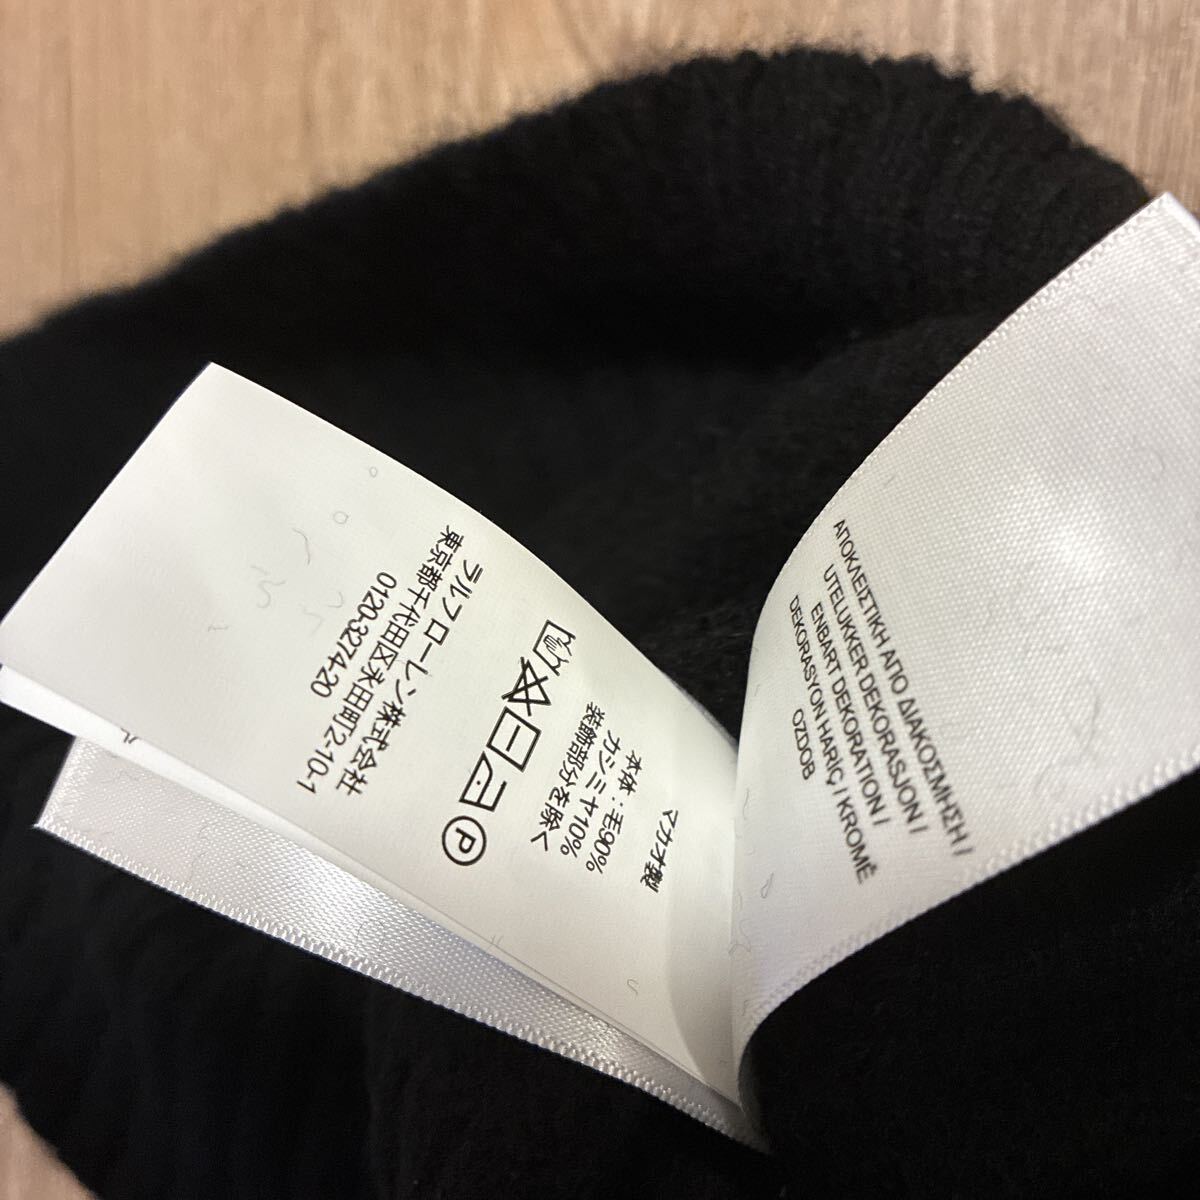 マカオ製
本体：毛90%
カシミヤ10%
装飾部分を除く
P
ラルフローレン株式会社
東京都千代田区永田町2-10-1
0120-3274-20
ΑΠΟΚΛΕΙΣΤΙΚΗ ΑΠΟ ΔΙΑΚΟΣΜΗΣΗ /
UTELUKKER DEKORASJON /
ENBART DEKORATION /
DEKORASYON HARİÇ / KROMĚ
OZDOB